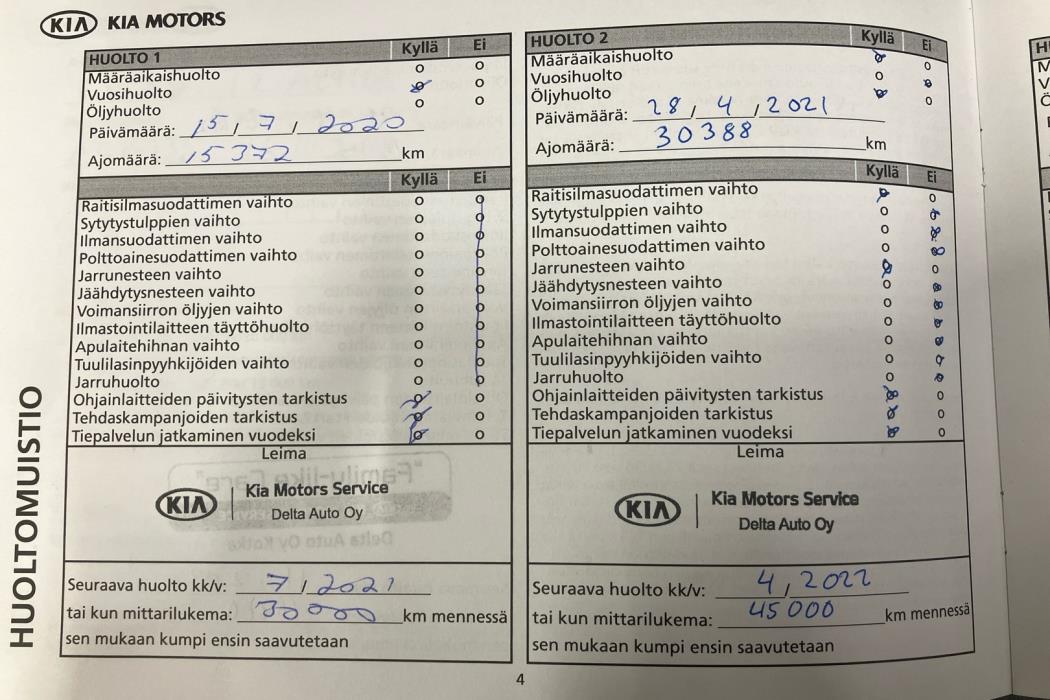 KIA KIA MOTORS
HUOLTO 1 Kyllä Ei
Määräaikaishuolto
Vuosihuolto
Öljyhuolto
Päivämäärä: 15 / 7 / 2020
Ajomäärä: 15 372 km
Kyllä Ei
Raitisilmasuodattimen vaihto
Sytytystulppien vaihto
Ilmansuodattimen vaihto
Polttoainesuodattimen vaihto
Jarrunesteen vaihto
Jäähdytysnesteen vaihto
Voimansiirron öljyjen vaihto
Ilmastointilaitteen täyttöhuolto
Apulaitehihnan vaihto
Tuulilasinpyyhkijöiden vaihto
Jarruhuolto
Ohjainlaitteiden päivitysten tarkistus
Tehdaskampanjoiden tarkistus
Tiepalvelun jatkaminen vuodeksi
Leima
KIA Kia Motors Service
Delta Auto Oy
Seuraava huolto kk/v: 7 / 2021
tai kun mittarilukema: 30000 km mennessä
sen mukaan kumpi ensin saavutetaan
HUOLTO 2 Kyllä Ei
Määräaikaishuolto
Vuosihuolto
Öljyhuolto
Päivämäärä: 28 / 4 / 2021
Ajomäärä: 30388 km
Kyllä Ei
Raitisilmasuodattimen vaihto
Sytytystulppien vaihto
Ilmansuodattimen vaihto
Polttoainesuodattimen vaihto
Jarrunesteen vaihto
Jäähdytysnesteen vaihto
Voimansiirron öljyjen vaihto
Ilmastointilaitteen täyttöhuolto
Apulaitehihnan vaihto
Tuulilasinpyyhkijöiden vaihto
Jarruhuolto
Ohjainlaitteiden päivitysten tarkistus
Tehdaskampanjoiden tarkistus
Tiepalvelun jatkaminen vuodeksi
Leima
KIA Kia Motors Service
Delta Auto Oy
Seuraava huolto kk/v: 4 / 2022
tai kun mittarilukema: 45 000 km mennessä
sen mukaan kumpi ensin saavutetaan
HUOLTOMUISTIO
4